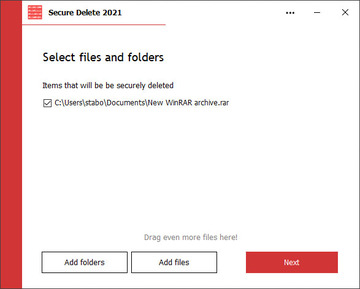 Secure Delete 2021
Select files and folders
Items that will be be securely deleted
C:\Users\stabo\Documents\New WinRAR archive.rar
Drag even more files here!
Add folders Add files Next